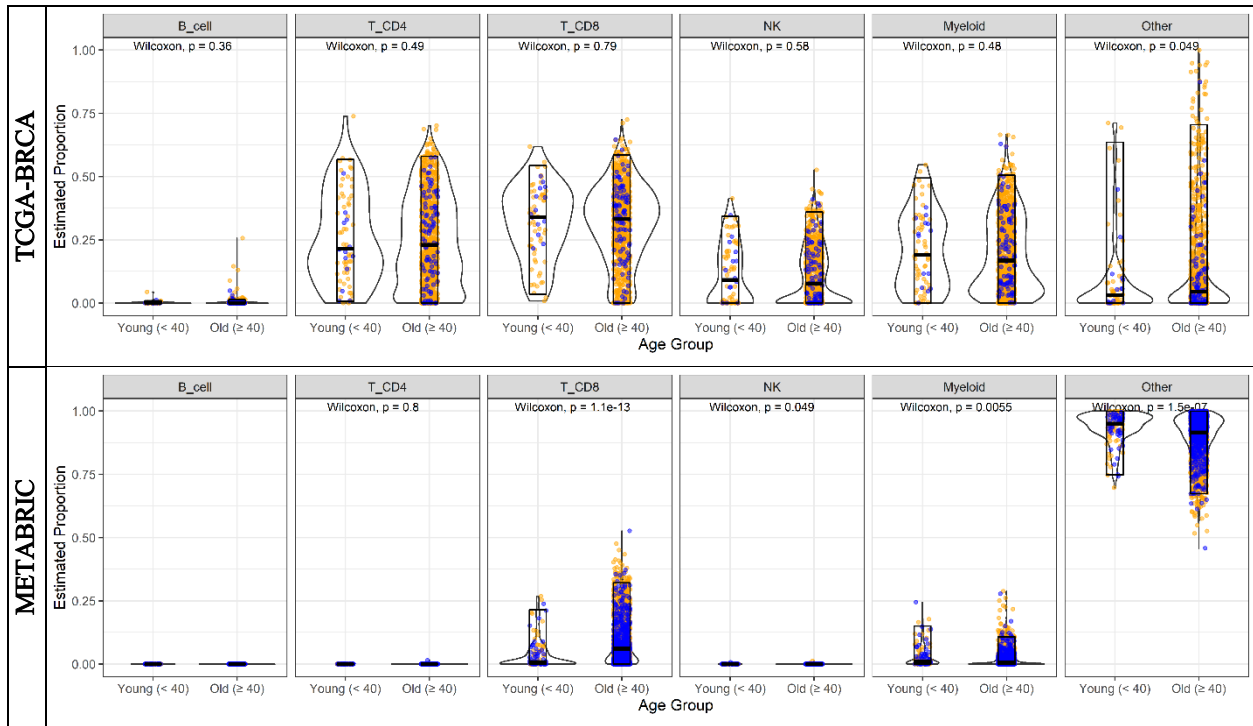 TCGA-BRCA
B_cell T_CD4 T_CD8 NK Myeloid Other
Wilcoxon, p = 0.36 Wilcoxon, p = 0.49 Wilcoxon, p = 0.79 Wilcoxon, p = 0.58 Wilcoxon, p = 0.48 Wilcoxon, p = 0.049
Estimated Proportion
1.00
0.75
0.50
0.25
0.00
Young (< 40) Old (≥ 40) Young (< 40) Old (≥ 40) Young (< 40) Old (≥ 40) Young (< 40) Old (≥ 40) Young (< 40) Old (≥ 40) Young (< 40) Old (≥ 40)
Age Group
METABRIC
B_cell T_CD4 T_CD8 NK Myeloid Other
Wilcoxon, p = 0.8 Wilcoxon, p = 1.1e-13 Wilcoxon, p = 0.049 Wilcoxon, p = 0.0055 Wilcoxon, p = 1.5e-07
Estimated Proportion
1.00
0.75
0.50
0.25
0.00
Young (< 40) Old (≥ 40) Young (< 40) Old (≥ 40) Young (< 40) Old (≥ 40) Young (< 40) Old (≥ 40) Young (< 40) Old (≥ 40) Young (< 40) Old (≥ 40)
Age Group